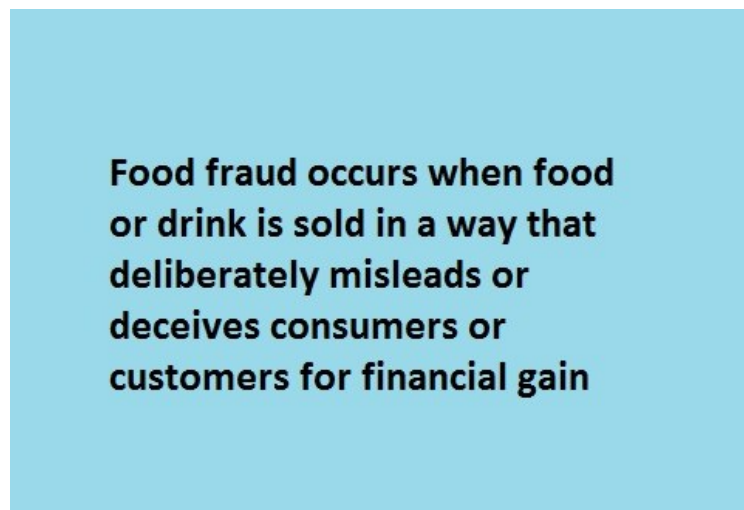 Food fraud occurs when food
or drink is sold in a way that
deliberately misleads or
deceives consumers or
customers for financial gain